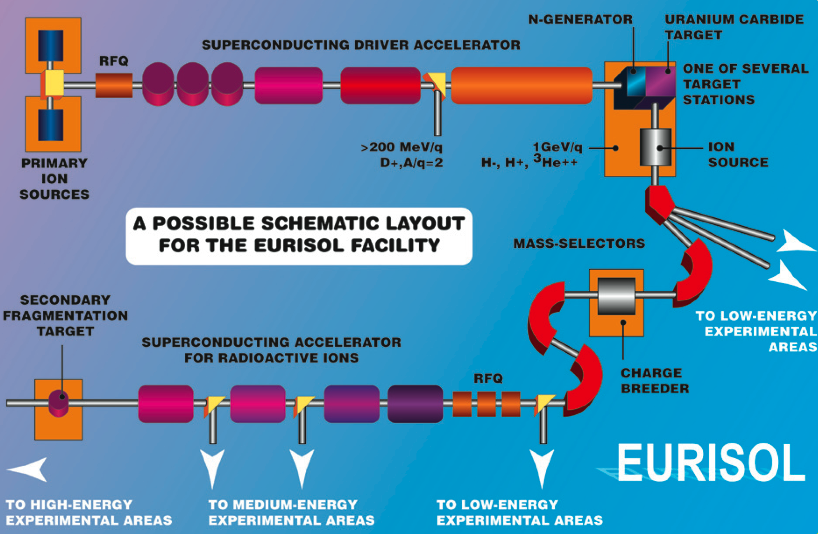 N-GENERATOR
URANIUM CARBIDE
TARGET
SUPERCONDUCTING DRIVER ACCELERATOR
RFQ
ONE OF SEVERAL
TARGET
STATIONS
>200 MeV/q
D+,A/q=2
1GeV/q
H-, H+, ³He++
ION
SOURCE
PRIMARY
ION
SOURCES
A POSSIBLE SCHEMATIC LAYOUT
FOR THE EURISOL FACILITY
MASS-SELECTORS
TO LOW-ENERGY
EXPERIMENTAL
AREAS
SECONDARY
FRAGMENTATION
TARGET
SUPERCONDUCTING ACCELERATOR
FOR RADIOACTIVE IONS
RFQ
CHARGE
BREEDER
EURISOL
TO HIGH-ENERGY
EXPERIMENTAL AREAS
TO MEDIUM-ENERGY
EXPERIMENTAL AREAS
TO LOW-ENERGY
EXPERIMENTAL AREAS